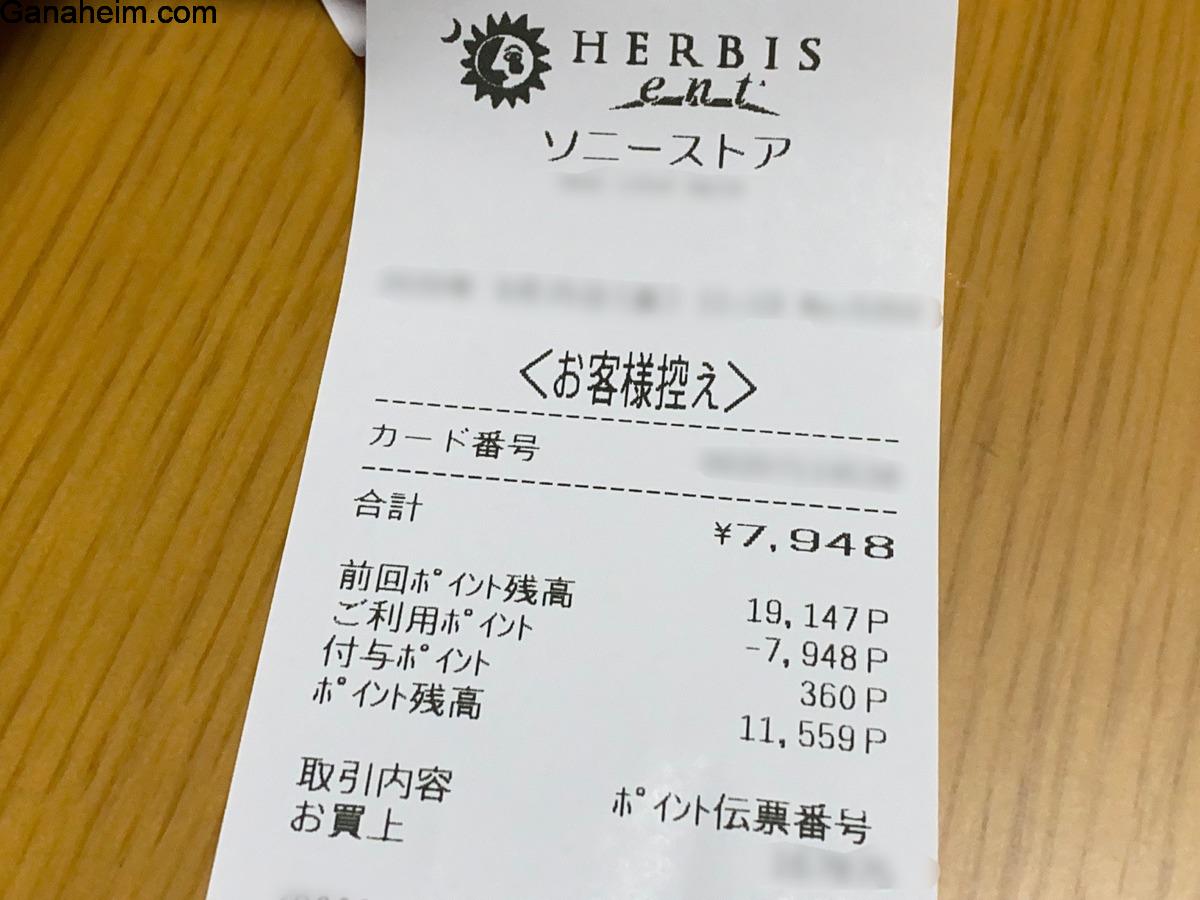 Ganaheim.com
HERBIS
ent
ソニーストア
<お客様控え>
カード番号
合計 ¥7,948
前回ポイント残高 19,147P
ご利用ポイント -7,948P
付与ポイント 360P
ポイント残高 11,559P
取引内容 ポイント伝票番号
お買上